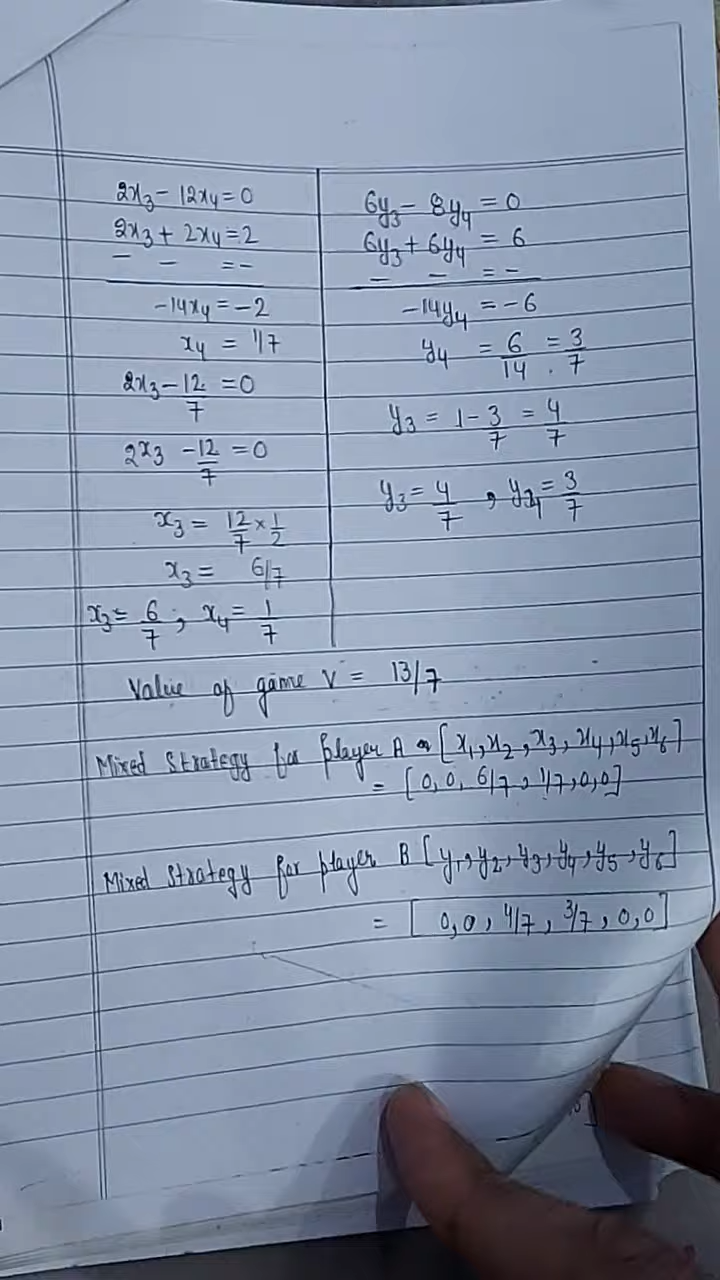 2x₃ - 12x₄ = 0
2x₃ + 2x₄ = 2
- - = -
-14x₄ = -2
x₄ = 1/7
2x₃ - 12/7 = 0
2x₃ - 12/7 = 0
x₃ = 12/7 × 1/2
x₃ = 6/7
x₃ = 6/7 ; x₄ = 1/7
6y₃ - 8y₄ = 0
6y₃ + 6y₄ = 6
- - = -
-14y₄ = -6
y₄ = 6/14 = 3/7
y₃ = 1 - 3/7 = 4/7
y₃ = 4/7 , y₄ = 3/7
Value of game V = 13/7
Mixed Strategy for player A [x₁, x₂, x₃, x₄, x₅, x₆]
= [0, 0, 6/7, 1/7, 0, 0]
Mixed Strategy for player B [y₁, y₂, y₃, y₄, y₅, y₆]
= [0, 0, 4/7, 3/7, 0, 0]